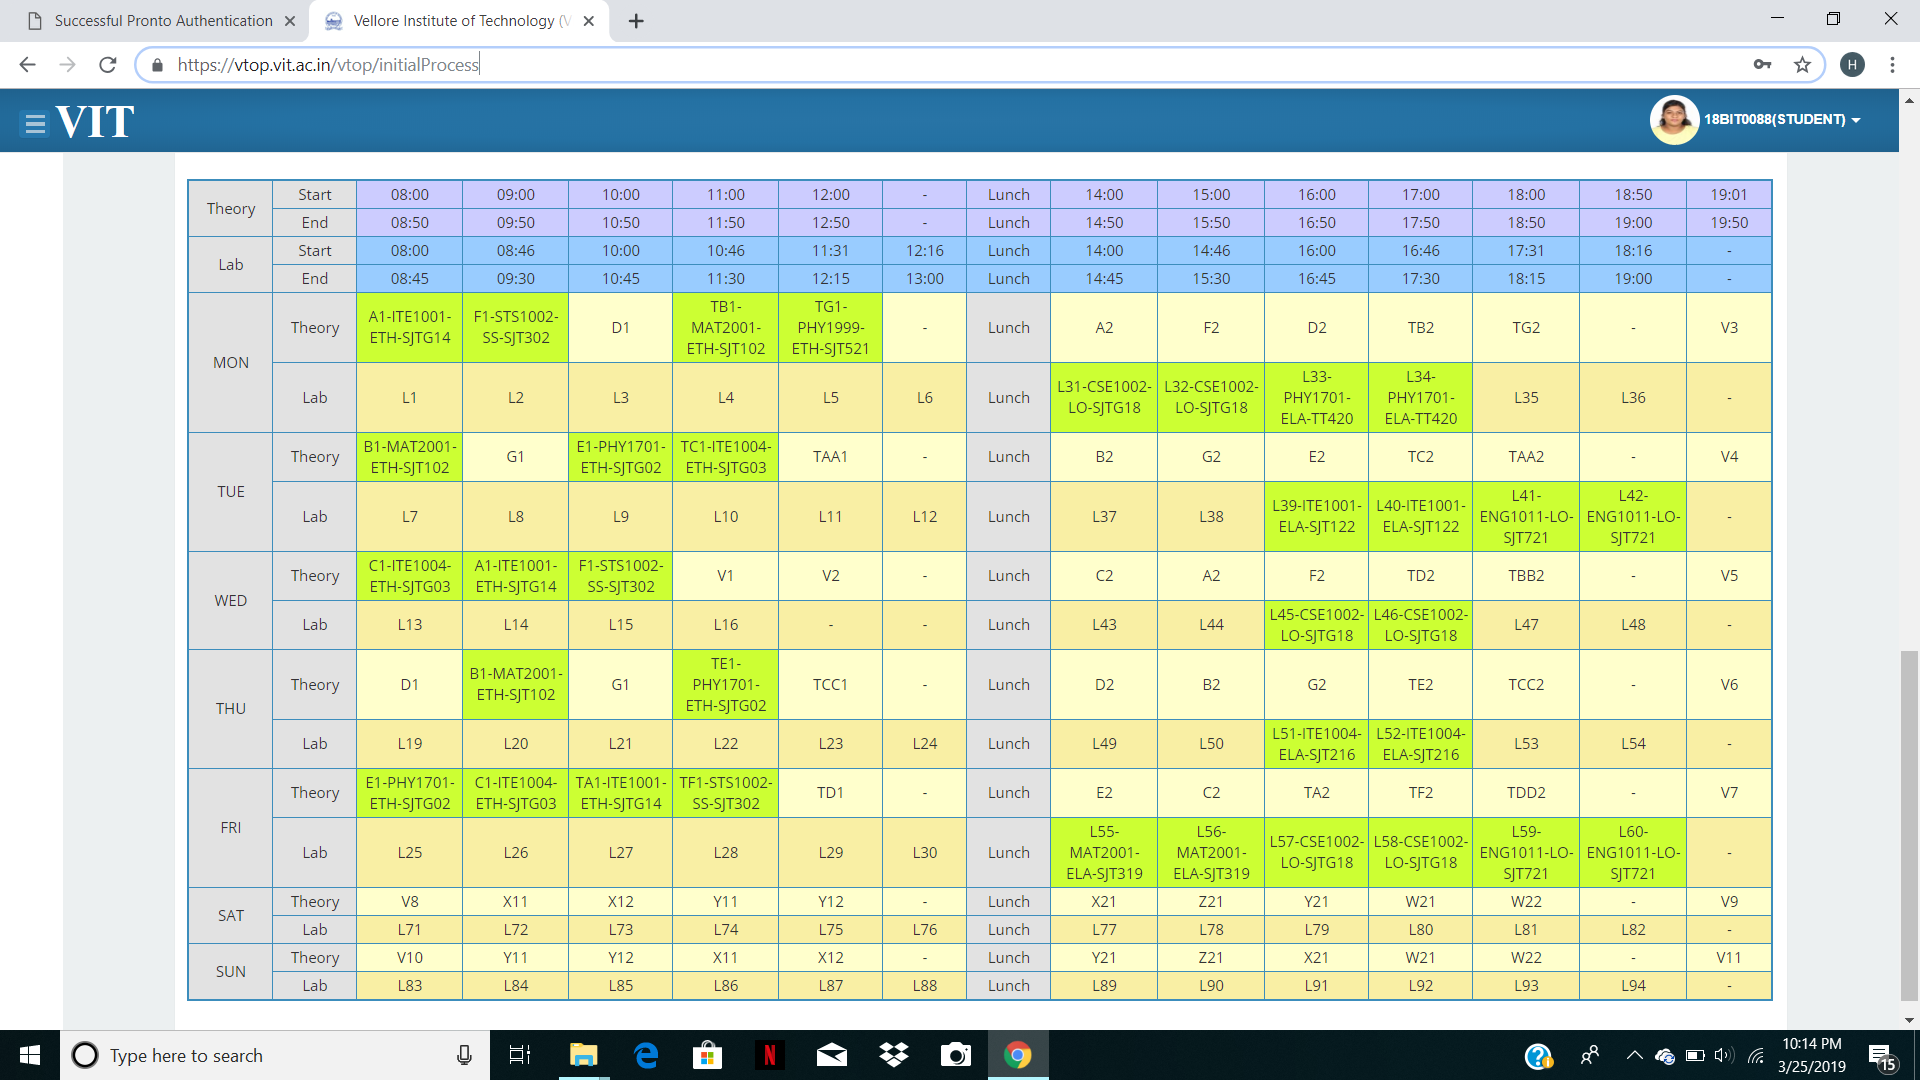 Successful Pronto Authentication
Vellore Institute of Technology (V
https://vtop.vit.ac.in/vtop/initialProcess
H
VIT
18BIT0088(STUDENT)
Theory Start 08:00 09:00 10:00 11:00 12:00 - Lunch 14:00 15:00 16:00 17:00 18:00 18:50 19:01
End 08:50 09:50 10:50 11:50 12:50 - Lunch 14:50 15:50 16:50 17:50 18:50 19:00 19:50
Lab Start 08:00 08:46 10:00 10:46 11:31 12:16 Lunch 14:00 14:46 16:00 16:46 17:31 18:16 -
End 08:45 09:30 10:45 11:30 12:15 13:00 Lunch 14:45 15:30 16:45 17:30 18:15 19:00 -
MON Theory A1-ITE1001-ETH-SJTG14 F1-STS1002-SS-SJT302 D1 TB1-MAT2001-ETH-SJT102 TG1-PHY1999-ETH-SJT521 - Lunch A2 F2 D2 TB2 TG2 - V3
Lab L1 L2 L3 L4 L5 L6 Lunch L31-CSE1002-LO-SJTG18 L32-CSE1002-LO-SJTG18 L33-PHY1701-ELA-TT420 L34-PHY1701-ELA-TT420 L35 L36 -
TUE Theory B1-MAT2001-ETH-SJT102 G1 E1-PHY1701-ETH-SJTG02 TC1-ITE1004-ETH-SJTG03 TAA1 - Lunch B2 G2 E2 TC2 TAA2 - V4
Lab L7 L8 L9 L10 L11 L12 Lunch L37 L38 L39-ITE1001-ELA-SJT122 L40-ITE1001-ELA-SJT122 L41-ENG1011-LO-SJT721 L42-ENG1011-LO-SJT721 -
WED Theory C1-ITE1004-ETH-SJTG03 A1-ITE1001-ETH-SJTG14 F1-STS1002-SS-SJT302 V1 V2 - Lunch C2 A2 F2 TD2 TBB2 - V5
Lab L13 L14 L15 L16 - - Lunch L43 L44 L45-CSE1002-LO-SJTG18 L46-CSE1002-LO-SJTG18 L47 L48 -
THU Theory D1 B1-MAT2001-ETH-SJT102 G1 TE1-PHY1701-ETH-SJTG02 TCC1 - Lunch D2 B2 G2 TE2 TCC2 - V6
Lab L19 L20 L21 L22 L23 L24 Lunch L49 L50 L51-ITE1004-ELA-SJT216 L52-ITE1004-ELA-SJT216 L53 L54 -
FRI Theory E1-PHY1701-ETH-SJTG02 C1-ITE1004-ETH-SJTG03 TA1-ITE1001-ETH-SJTG14 TF1-STS1002-SS-SJT302 TD1 - Lunch E2 C2 TA2 TF2 TDD2 - V7
Lab L25 L26 L27 L28 L29 L30 Lunch L55-MAT2001-ELA-SJT319 L56-MAT2001-ELA-SJT319 L57-CSE1002-LO-SJTG18 L58-CSE1002-LO-SJTG18 L59-ENG1011-LO-SJT721 L60-ENG1011-LO-SJT721 -
SAT Theory V8 X11 X12 Y11 Y12 - Lunch X21 Z21 Y21 W21 W22 - V9
Lab L71 L72 L73 L74 L75 L76 Lunch L77 L78 L79 L80 L81 L82 -
SUN Theory V10 Y11 Y12 X11 X12 - Lunch Y21 Z21 X21 W21 W22 - V11
Lab L83 L84 L85 L86 L87 L88 Lunch L89 L90 L91 L92 L93 L94 -
Type here to search
N
10:14 PM
3/25/2019
15